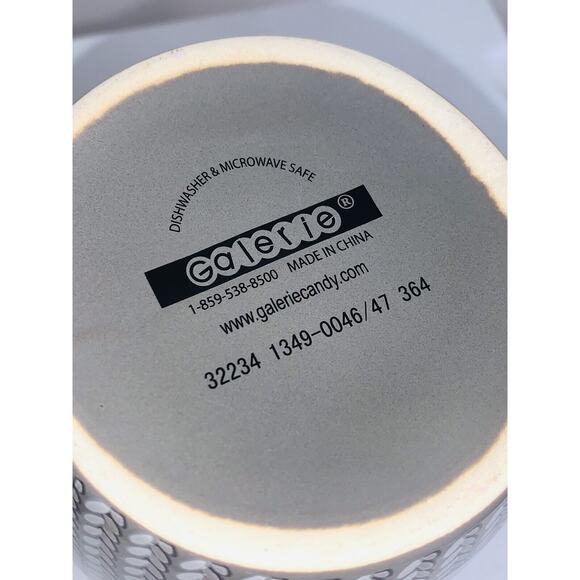 DISHWASHER & MICROWAVE SAFE
Galerie®
1-859-538-8500 MADE IN CHINA
www.galeriecandy.com
32234 1349-0046/47 364